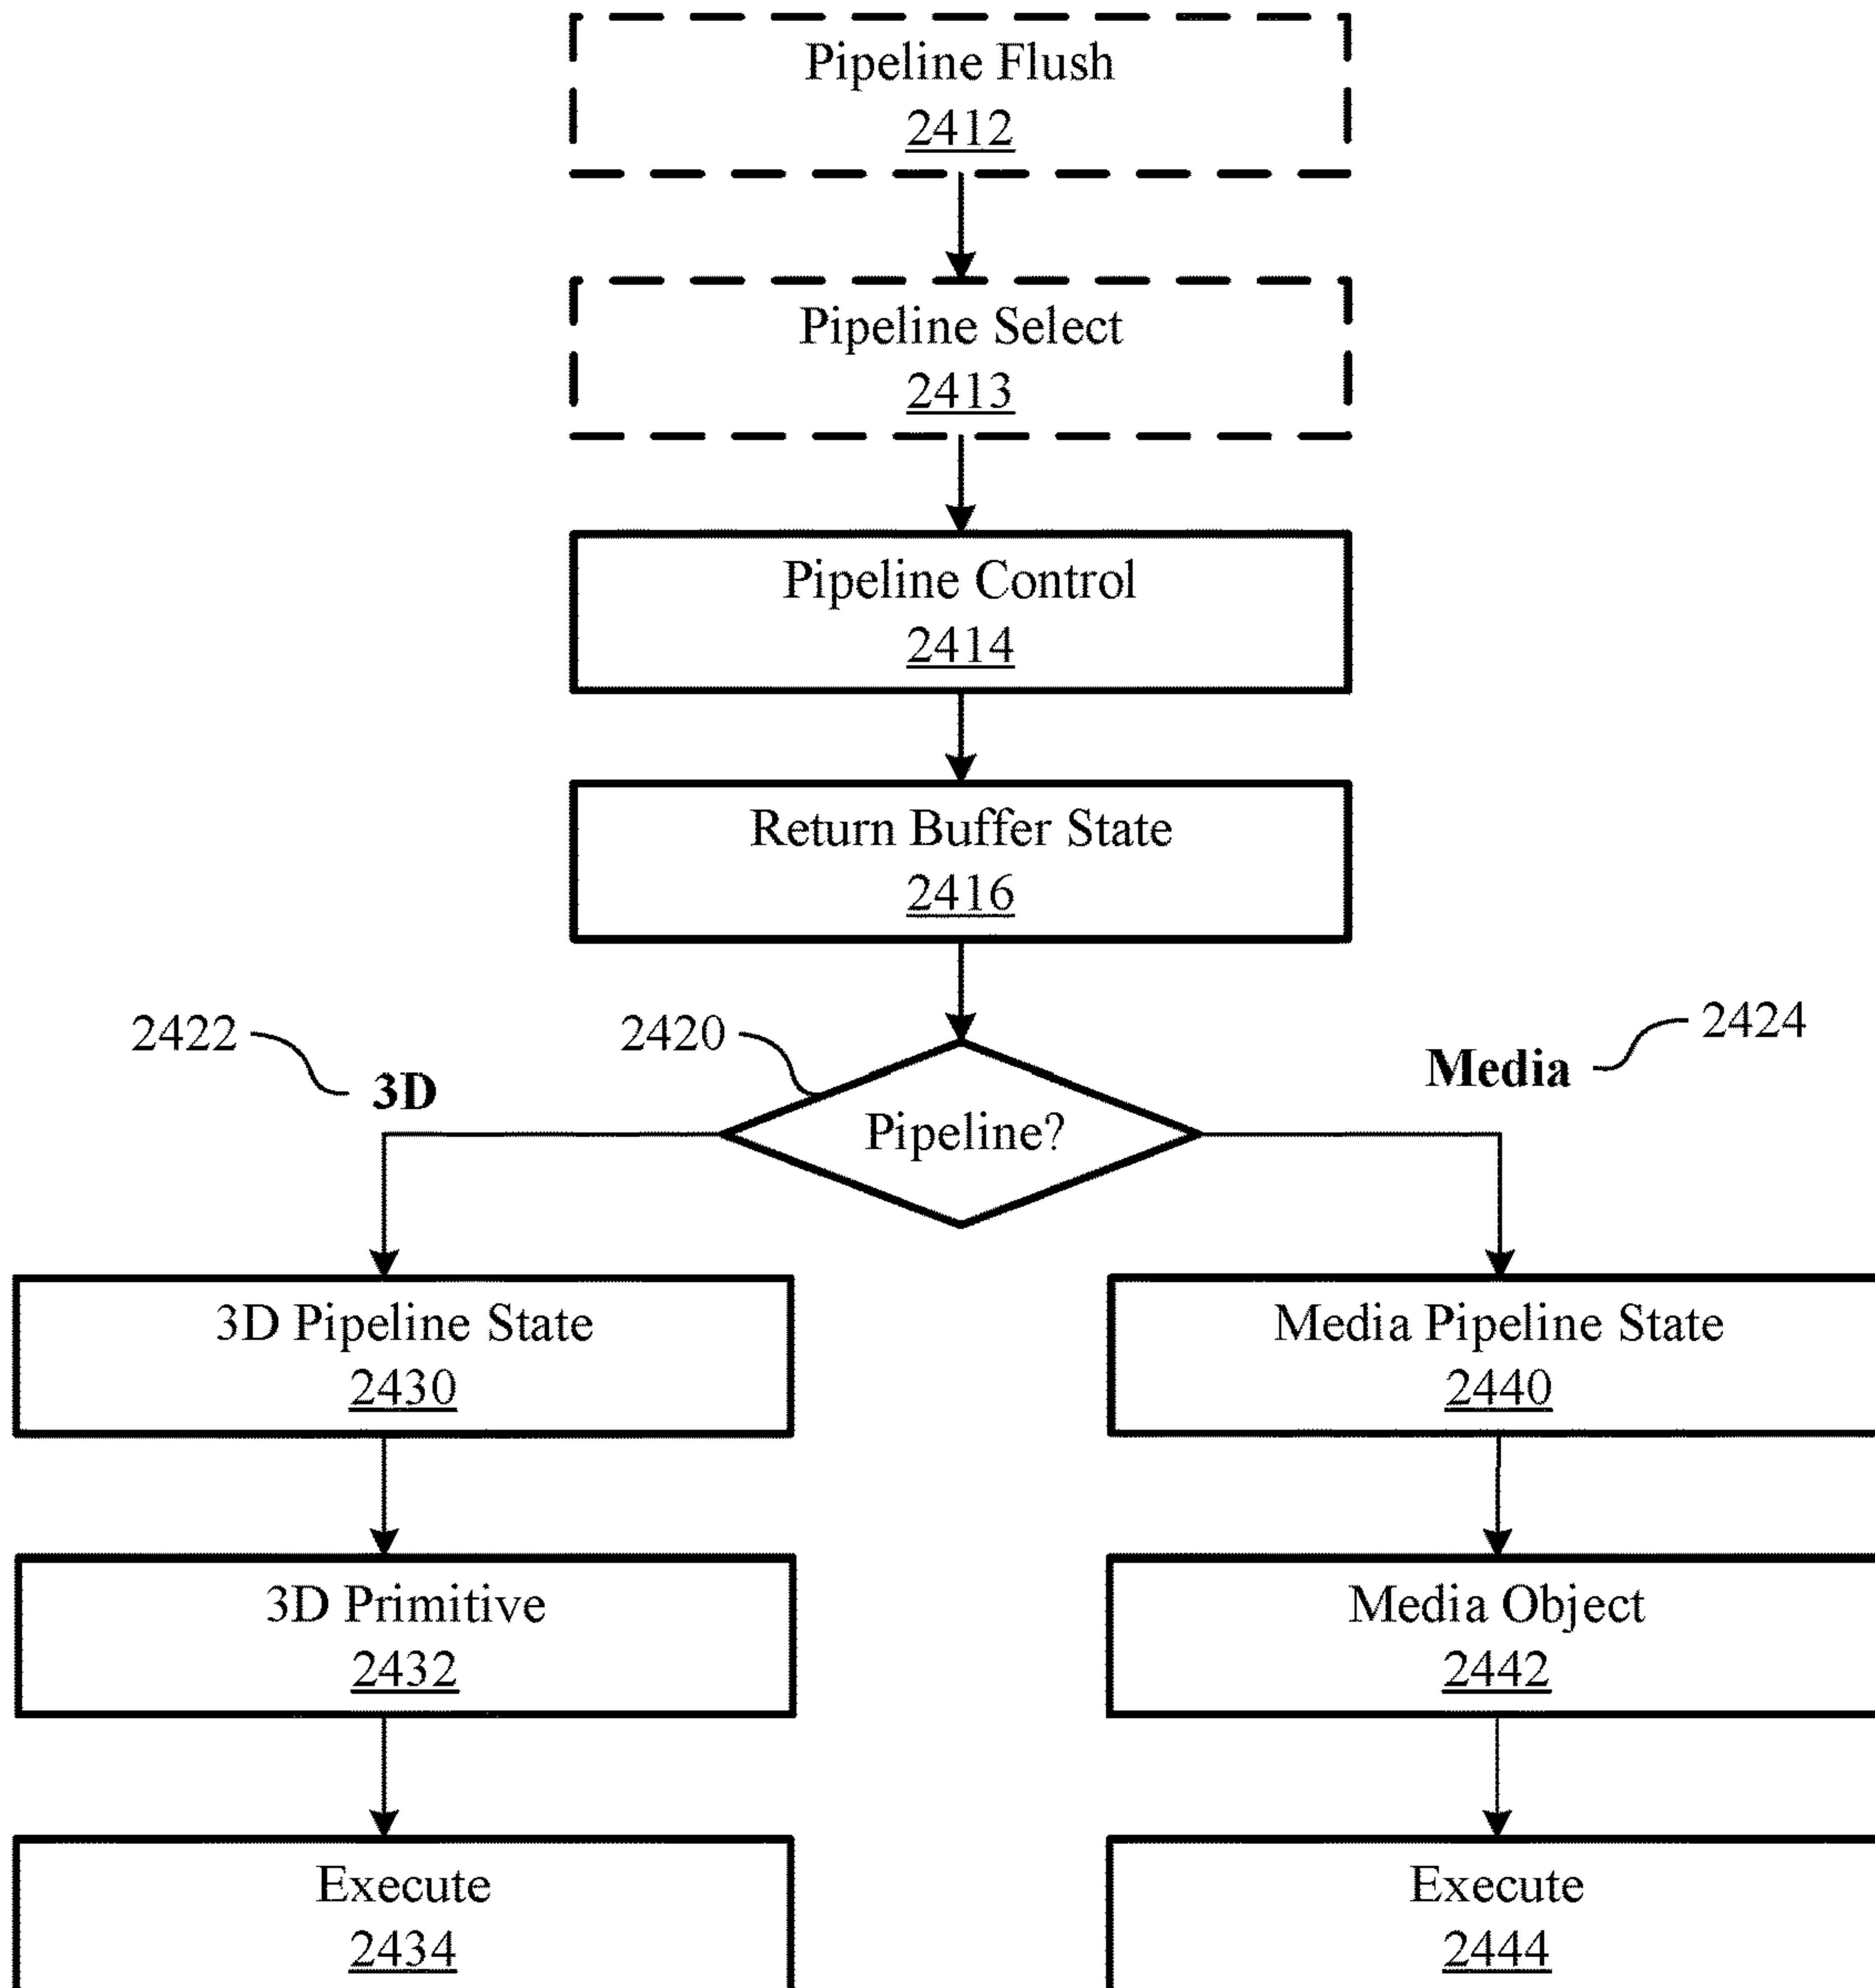 Pipeline Flush
2412
Pipeline Select
2413
Pipeline Control
2414
Return Buffer State
2416
2422
2420
2424
3D
Media
Pipeline?
3D Pipeline State
2430
Media Pipeline State
2440
3D Primitive
2432
Media Object
2442
Execute
2434
Execute
2444